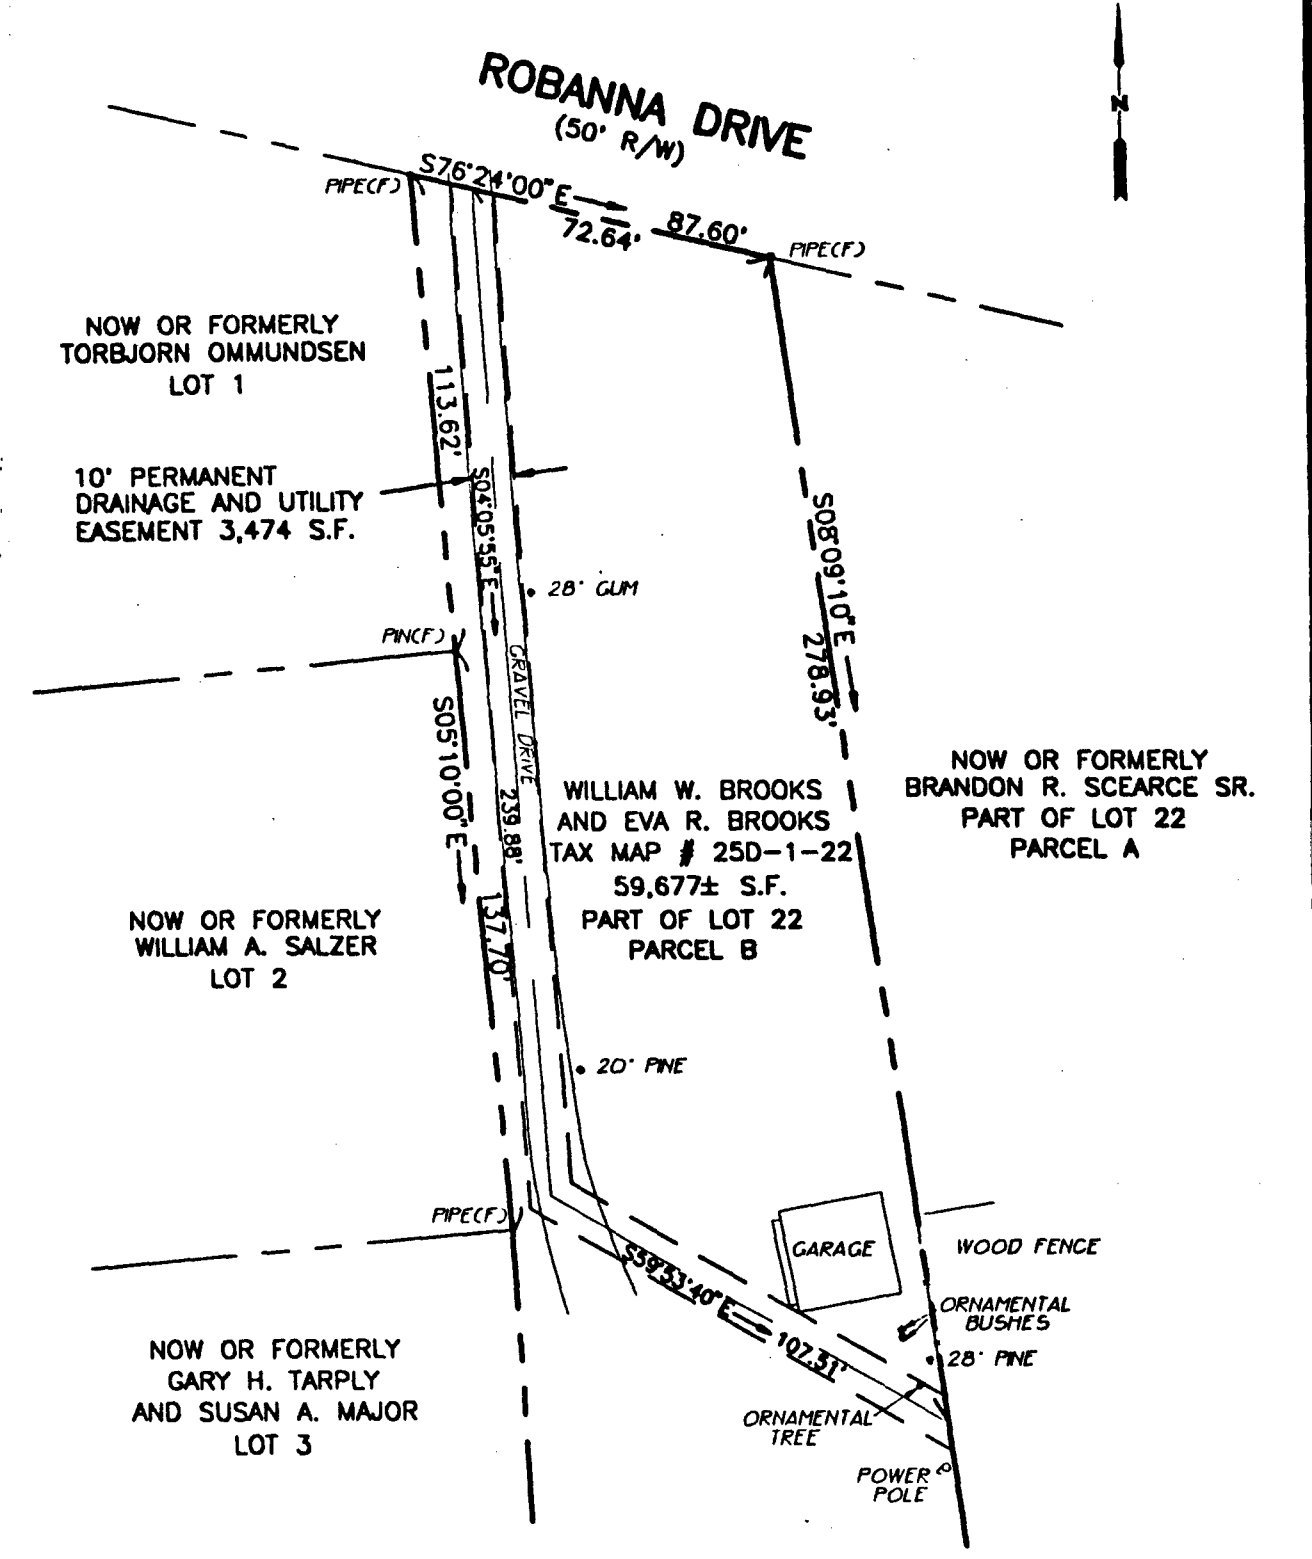 ROBANNA DRIVE
(50' R/W)
N
S76°24'00"E
72.64'
87.60'
PIPE(F)
PIPE(F)
NOW OR FORMERLY
TORBJORN OMMUNDSEN
LOT 1
113.62'
10' PERMANENT
DRAINAGE AND UTILITY
EASEMENT 3,474 S.F.
S04°05'55"E
28" GUM
S08°09'10"E
278.93'
PIN(F)
GRAVEL DRIVE
S05°10'00"E
239.88'
137.70'
WILLIAM W. BROOKS
AND EVA R. BROOKS
TAX MAP # 25D-1-22
59,677± S.F.
PART OF LOT 22
PARCEL B
NOW OR FORMERLY
BRANDON R. SCEARCE SR.
PART OF LOT 22
PARCEL A
NOW OR FORMERLY
WILLIAM A. SALZER
LOT 2
20" PINE
PIPE(F)
GARAGE
WOOD FENCE
S59°53'40"E
107.51'
ORNAMENTAL
BUSHES
28" PINE
ORNAMENTAL
TREE
POWER
POLE
NOW OR FORMERLY
GARY H. TARPLY
AND SUSAN A. MAJOR
LOT 3